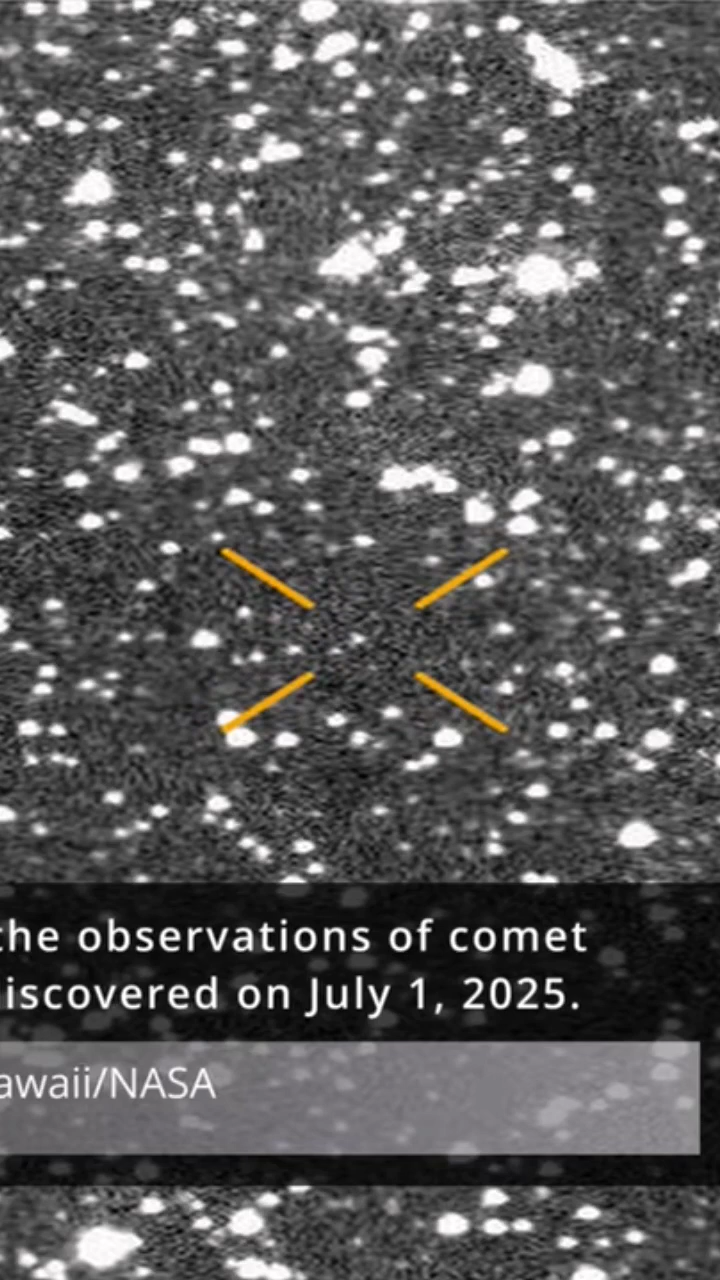 the observations of comet
iscovered on July 1, 2025.
awaii/NASA